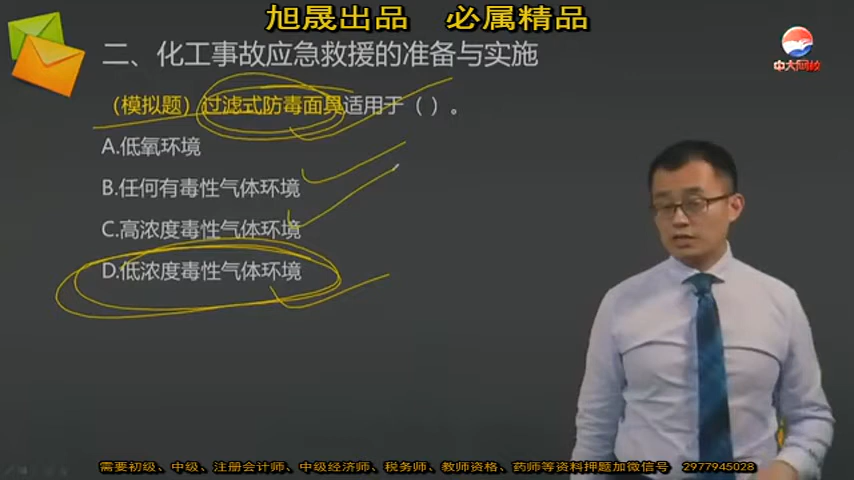 旭晟出品 必属精品
二、化工事故应急救援的准备与实施
中大网校
（模拟题）过滤式防毒面具适用于（ ）。
A.低氧环境
B.任何有毒性气体环境
C.高浓度毒性气体环境
D.低浓度毒性气体环境
需要初级、中级、注册会计师、中级经济师、税务师、教师资格、药师等资料押题加微信号 2977945028